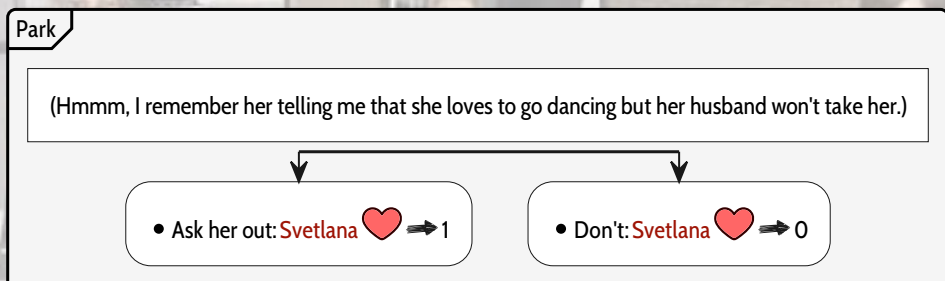 Park
(Hmmm, I remember her telling me that she loves to go dancing but her husband won't take her.)
• Ask her out: Svetlana 1
• Don't: Svetlana 0